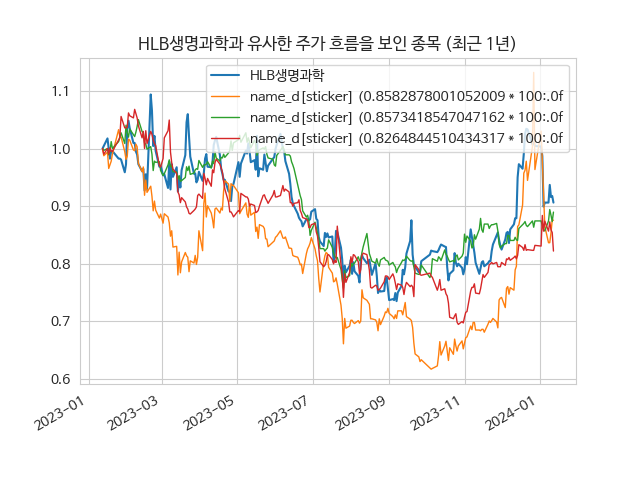 HLB생명과학과 유사한 주가 흐름을 보인 종목 (최근 1년)
HLB생명과학
name_d[sticker] (0.8582878001052009*100:.0f
name_d[sticker] (0.8573418547047162*100:.0f
name_d[sticker] (0.8264844510434317*100:.0f
1.1
1.0
0.9
0.8
0.7
0.6
2023-01
2023-03
2023-05
2023-07
2023-09
2023-11
2024-01